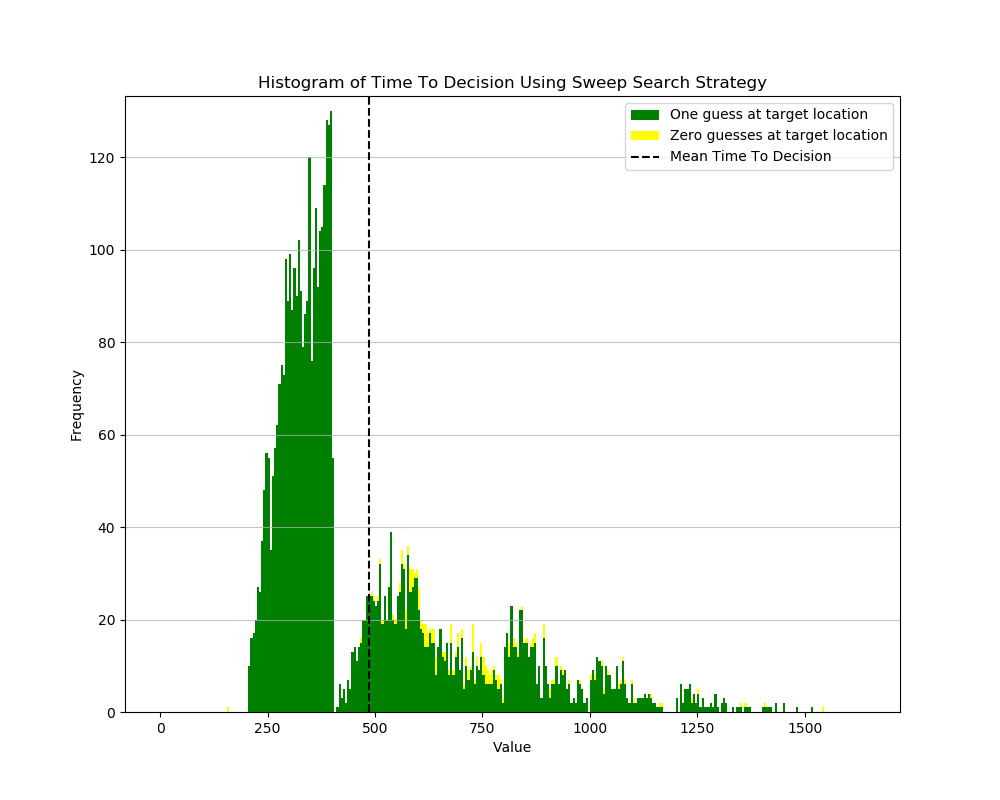 Histogram of Time To Decision Using Sweep Search Strategy
One guess at target location
Zero guesses at target location
Mean Time To Decision
Frequency
120
100
80
60
40
20
0
0 250 500 750 1000 1250 1500
Value